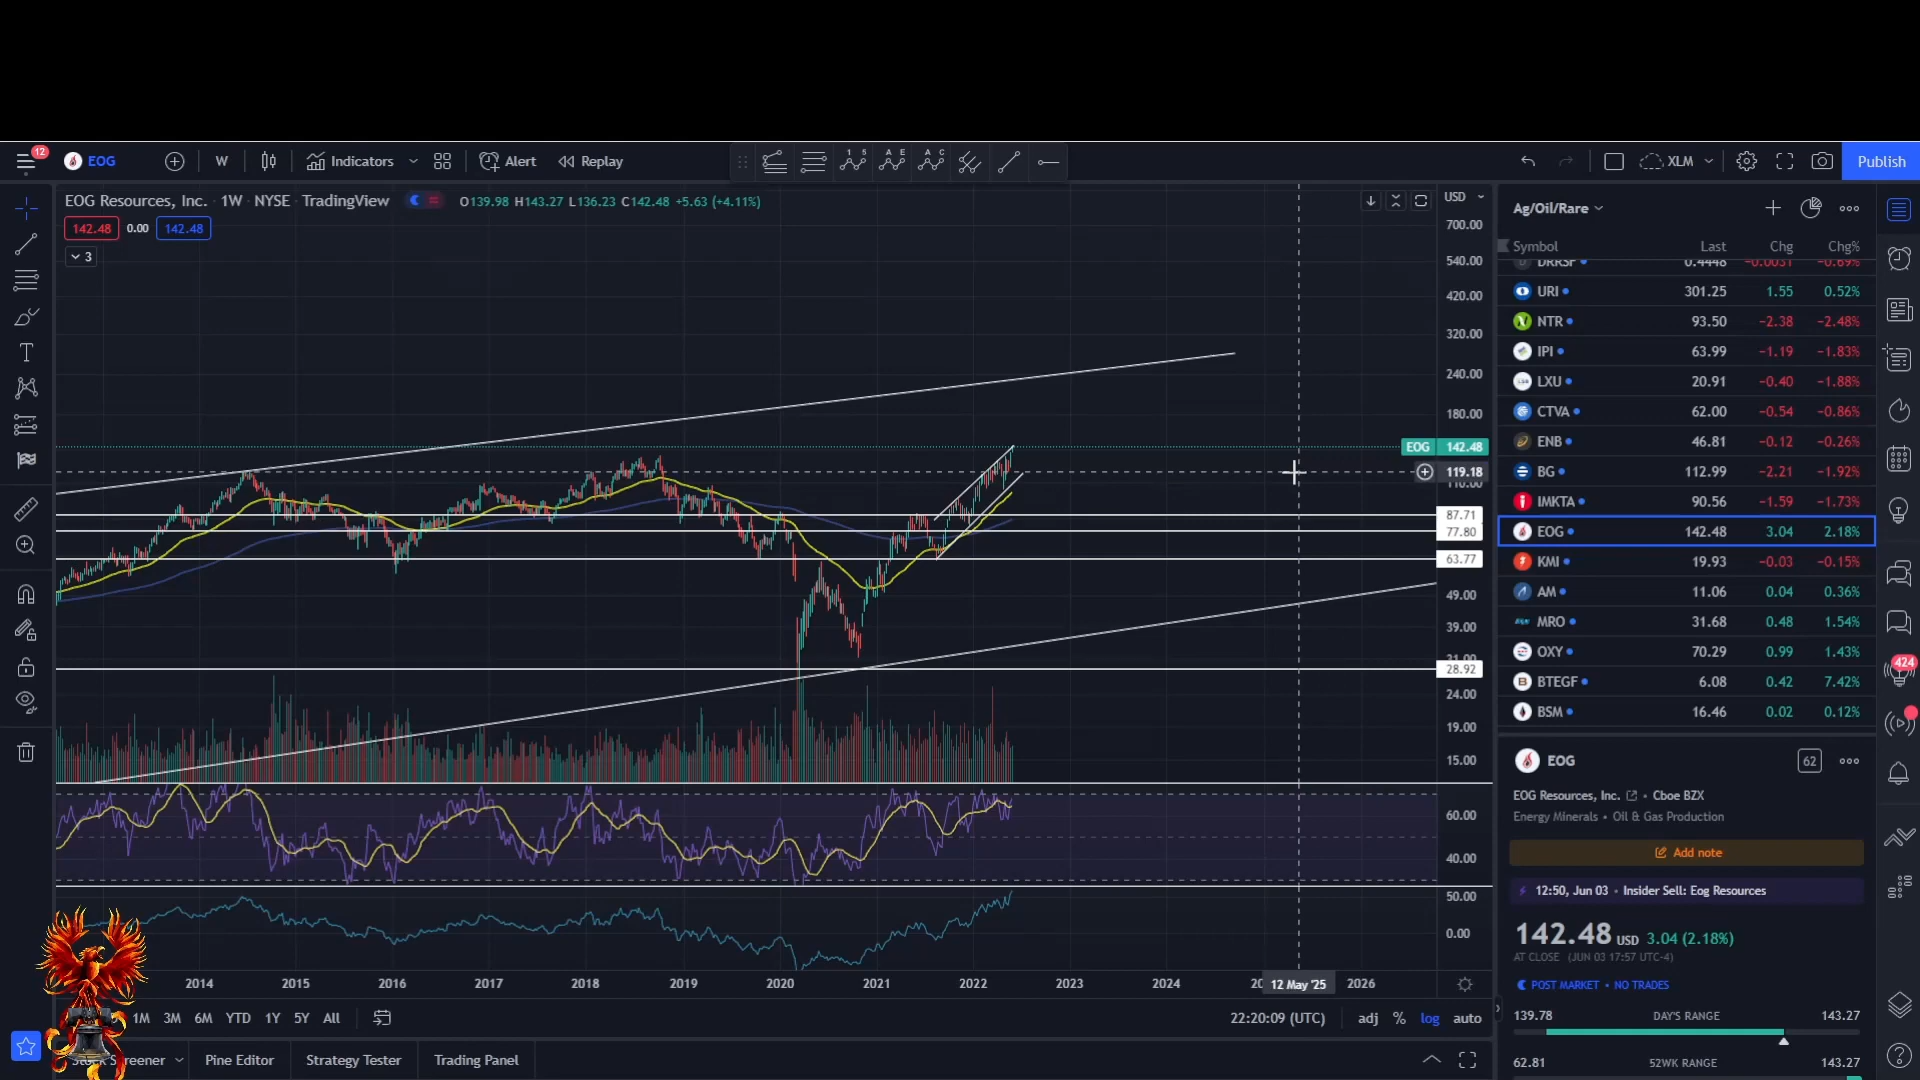 12
EOG
W
Indicators
Alert
Replay
1 5
A E
A C
XLM
Publish
EOG Resources, Inc. · 1W · NYSE · TradingView
O139.98 H143.27 L136.23 C142.48 +5.63 (+4.11%)
142.48 0.00 142.48
3
USD
700.00
540.00
420.00
320.00
240.00
180.00
EOG 142.48
119.18
87.71
77.80
63.77
49.00
39.00
28.92
24.00
19.00
15.00
60.00
40.00
50.00
0.00
2014 2015 2016 2017 2018 2019 2020 2021 2022 2023 2024 12 May '25 2026
1M 3M 6M YTD 1Y 5Y All
22:20:09 (UTC) adj % log auto
Pine Editor Strategy Tester Trading Panel
Ag/Oil/Rare
Symbol Last Chg Chg%
DRRSF 0.4448 −0.0031 −0.69%
URI 301.25 1.55 0.52%
NTR 93.50 −2.38 −2.48%
IPI 63.99 −1.19 −1.83%
LXU 20.91 −0.40 −1.88%
CTVA 62.00 −0.54 −0.86%
ENB 46.81 −0.12 −0.26%
BG 112.99 −2.21 −1.92%
IMKTA 90.56 −1.59 −1.73%
EOG 142.48 3.04 2.18%
KMI 19.93 −0.03 −0.15%
AM 11.06 0.04 0.36%
MRO 31.68 0.48 1.54%
OXY 70.29 0.99 1.43%
BTEGF 6.08 0.42 7.42%
BSM 16.46 0.02 0.12%
EOG 62
EOG Resources, Inc. • Cboe BZX
Energy Minerals • Oil & Gas Production
Add note
12:50, Jun 03 • Insider Sell: Eog Resources
142.48 USD 3.04 (2.18%)
AT CLOSE (JUN 03 17:57 UTC-4)
POST MARKET • NO TRADES
139.78 DAY'S RANGE 143.27
62.81 52WK RANGE 143.27
424